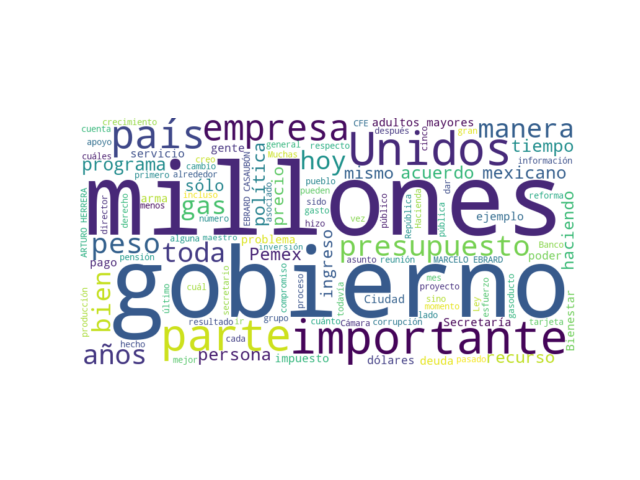 crecimiento
CFE
adultos mayores
gran
cuenta
país
empresa
después
cinco
manera
apoyo
Unidos
cuáles
servicio
gente
general
respecto
tiempo
programa
creo
política
Muchas
hoy
información
cambio
mismo
acuerdo
mexicano
primero
alrededor
millones
sólo
incluso
EBRARD CASAUBÓN
pueblo
pueden
dar
reforma
ARTURO HERRERA
director
derecho
arma
menos
gas
asociado
precio
sido
gasto
público
República
Hacienda
pública
ejemplo
haciendo
numero
hizo
vez
peso
alguna
maestro
toda
problema
presupuesto
Banco
pago
pensión
Pemex
inversión
ingreso
asunto
reunión
MARCELO EBRARD
poder
producción
bien
último
cuál
gobierno
secretario
compromiso
proceso
todavía
Ciudad
mes
sino
momento
proyecto
esfuerzo
Ley
gasoducto
Bienestar
resultado
ir
grupo
cuánto
Cámara
corrupción
lado
Secretaría
tarjeta
parte
importante
años
hecho
cada
persona
mejor
impuesto
dólares
deuda
pasado
recurso